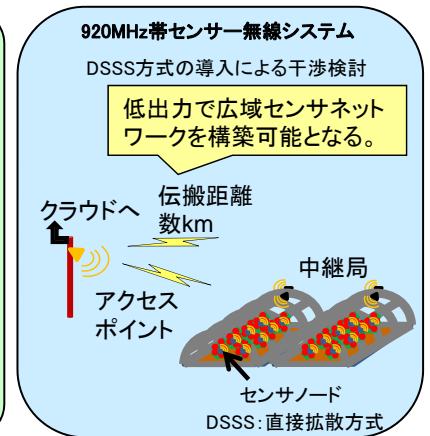 920MHz帯センサー無線システム
DSSS方式の導入による干渉検討
低出力で広域センサネット
ワークを構築可能となる。
伝搬距離
数km
クラウドへ
中継局
アクセス
ポイント
センサノード
DSSS:直接拡散方式